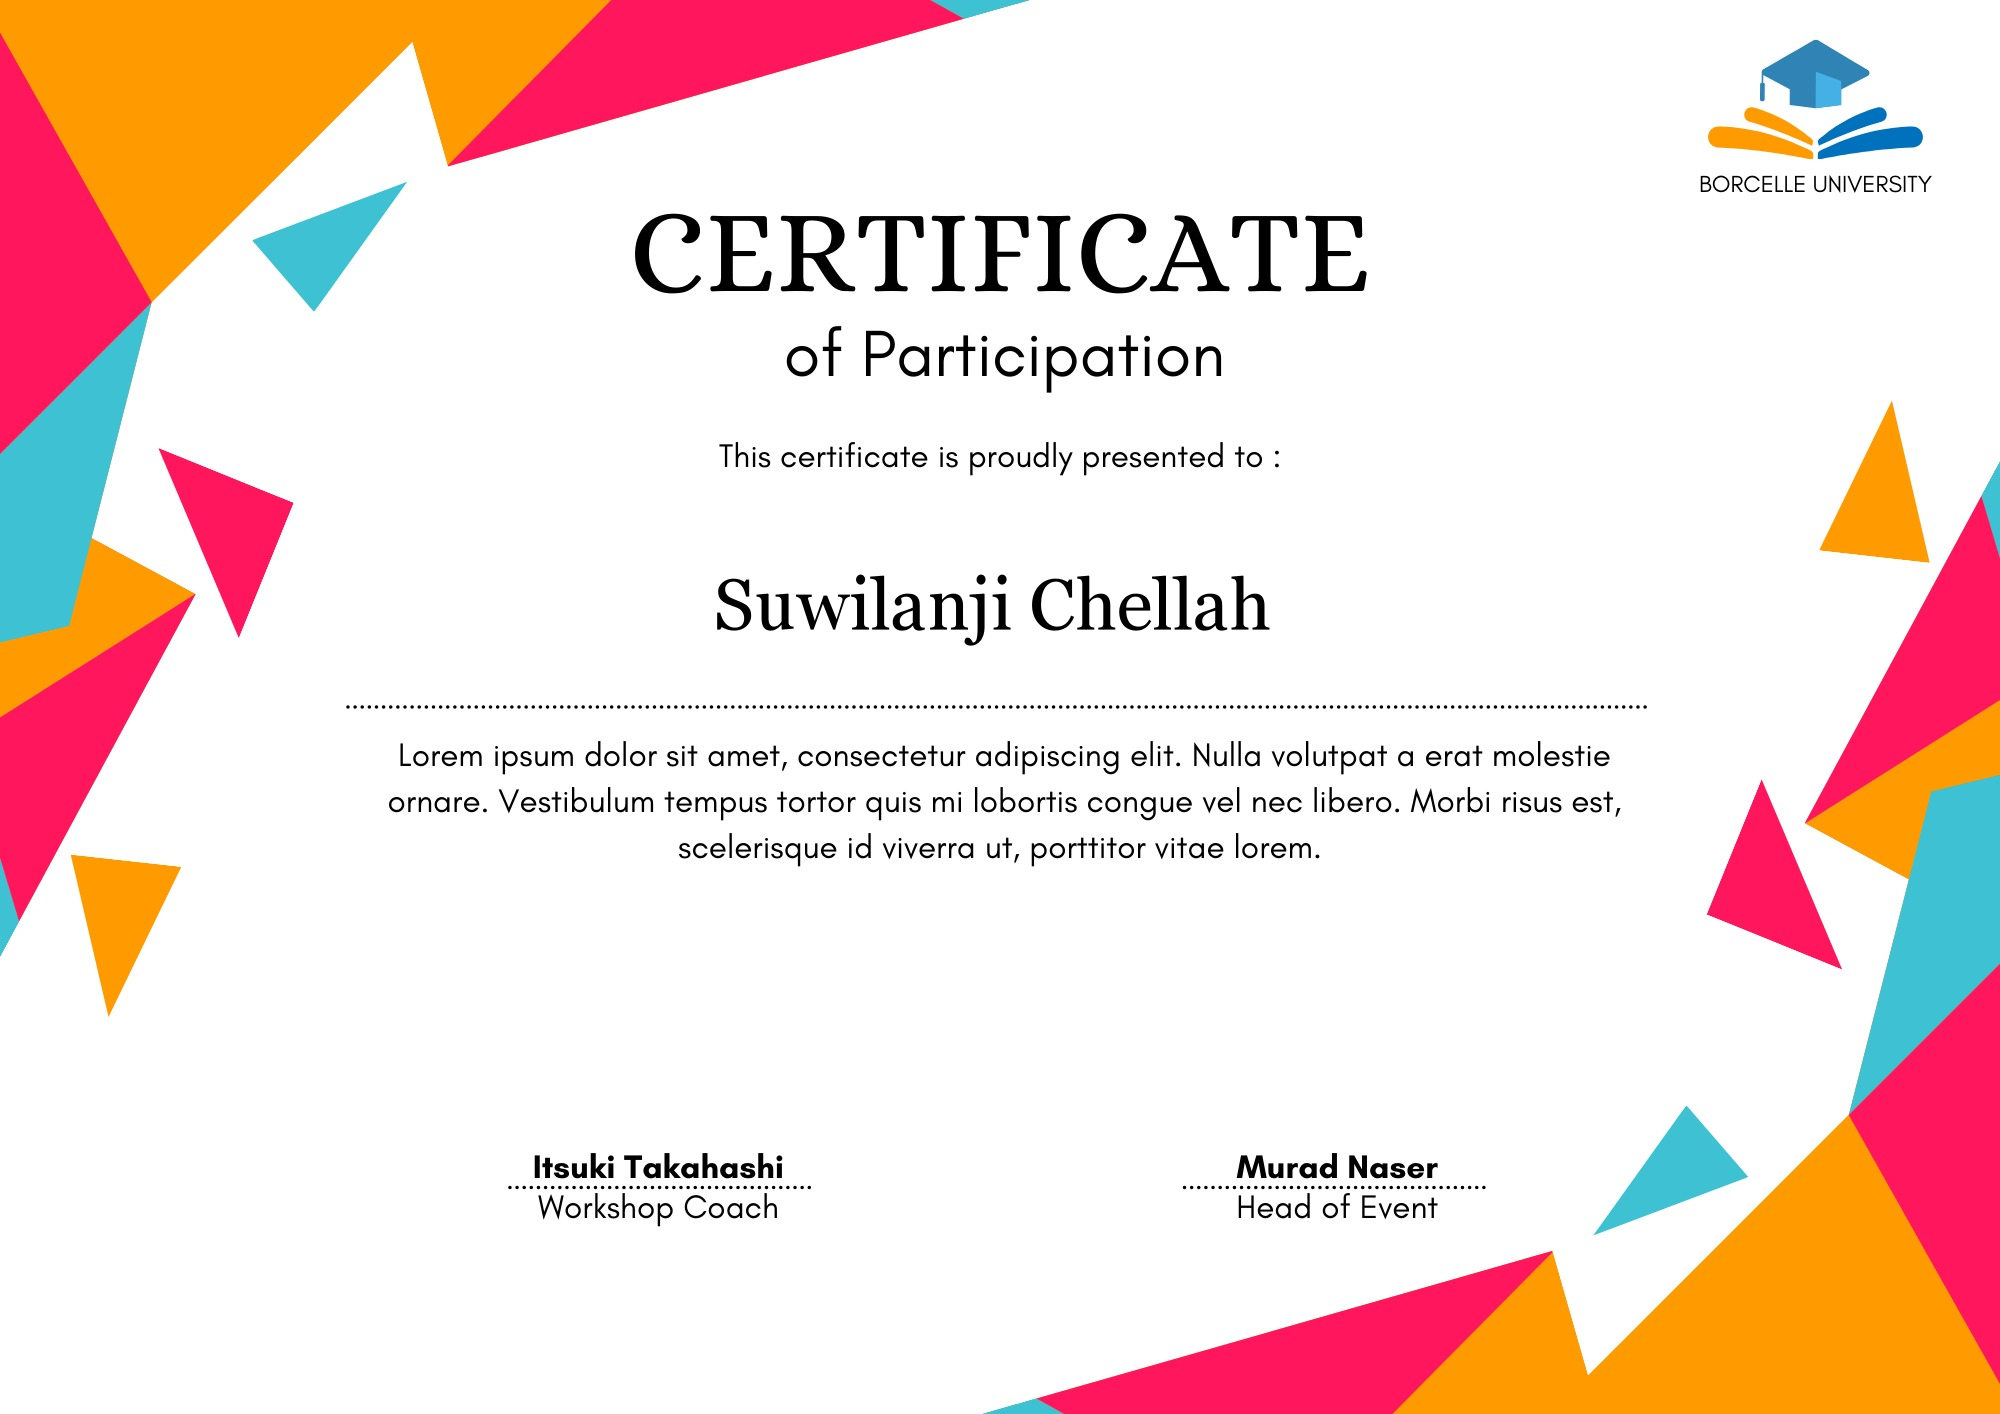 BORCELLE UNIVERSITY
CERTIFICATE
of Participation
This certificate is proudly presented to :
Suwilanji Chellah
Lorem ipsum dolor sit amet, consectetur adipiscing elit. Nulla volutpat a erat molestie
ornare. Vestibulum tempus tortor quis mi lobortis congue vel nec libero. Morbi risus est,
scelerisque id viverra ut, porttitor vitae lorem.
Itsuki Takahashi
Workshop Coach
Murad Naser
Head of Event